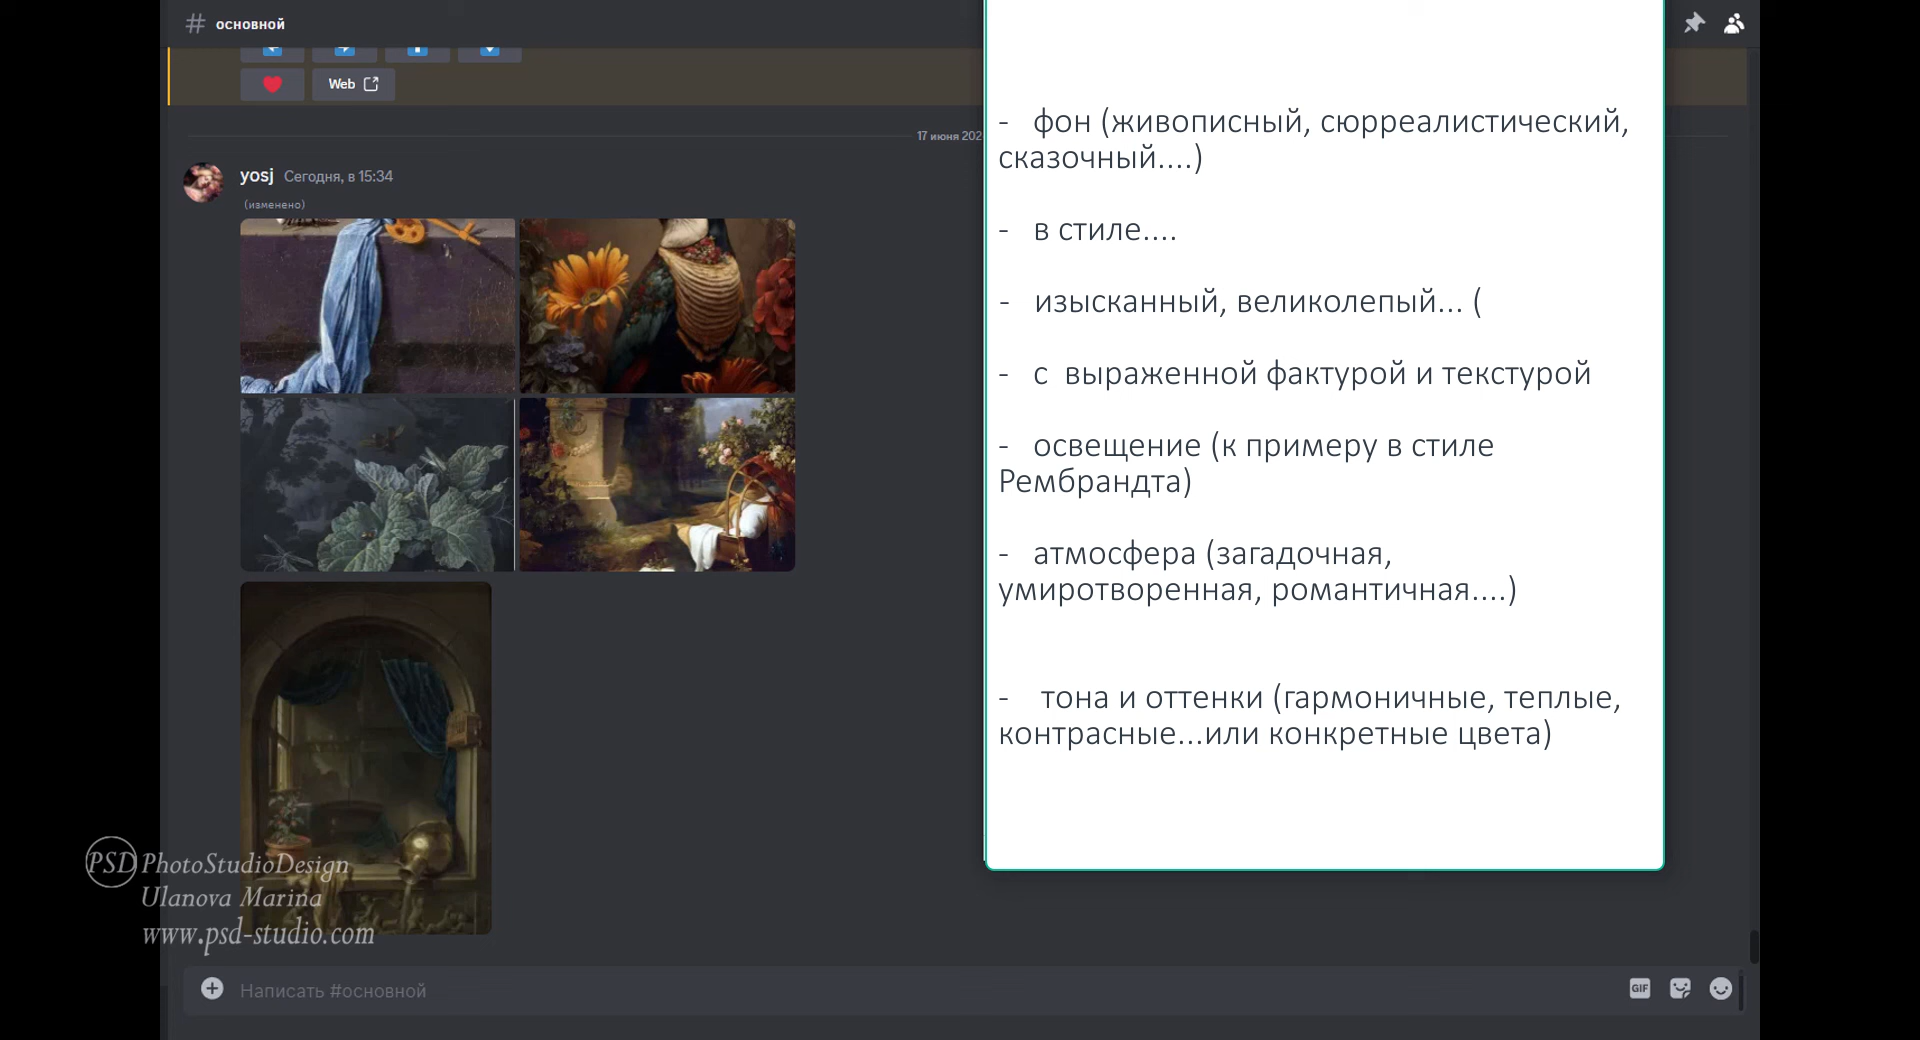 основной
Web
17 июня 202
yosj Сегодня, в 15:34
(изменено)
- фон (живописный, сюрреалистический,
сказочный....)
- в стиле....
- изысканный, великолепый... (
- с выраженной фактурой и текстурой
- освещение (к примеру в стиле
Рембрандта)
- атмосфера (загадочная,
умиротворенная, романтичная....)
- тона и оттенки (гармоничные, теплые,
контрасные...или конкретные цвета)
PSD PhotoStudioDesign
Ulanova Marina
www.psd-studio.com
Написать #основной
GIF